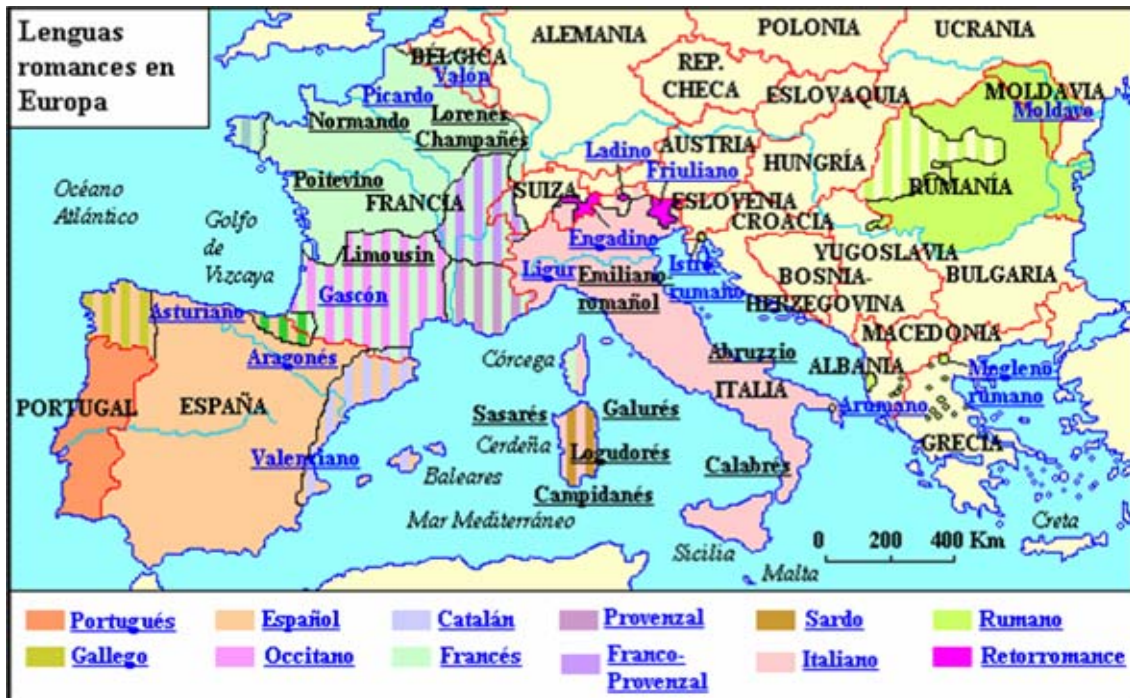 Lenguas
romances en
Europa
ALEMANIA
POLONIA
UCRANIA
BÉLGICA
Valón
REP.
CHECA
ESLOVAQUIA
MOLDAVIA
Moldavo
Picardo
Lorenés
Normando
Champañés
Ladino
AUSTRIA
Friuliano
HUNGRÍA
RUMANÍA
Océano
Atlántico
Poitevino
FRANCIA
SUIZA
ESLOVENIA
CROACIA
Golfo
de
Vizcaya
Limousin
Engadino
Istro-
rumano
YUGOSLAVIA
BOSNIA-
HERZEGOVINA
BULGARIA
Gascón
Ligur
Emiliano-
romañol
Asturiano
Aragonés
MACEDONIA
Córcega
Abruzzio
ALBANIA
Megleno
rumano
PORTUGAL
ESPAÑA
ITALIA
Arumano
Sasarés
Galurés
Cerdeña
GRECIA
Valenciano
Logudorés
Baleares
Calabrés
Campidanés
Mar Mediterráneo
Creta
0 200 400 Km
Sicilia
Malta
Portugués
Español
Catalán
Provenzal
Sardo
Rumano
Gallego
Occitano
Francés
Franco-
Provenzal
Italiano
Retorromance